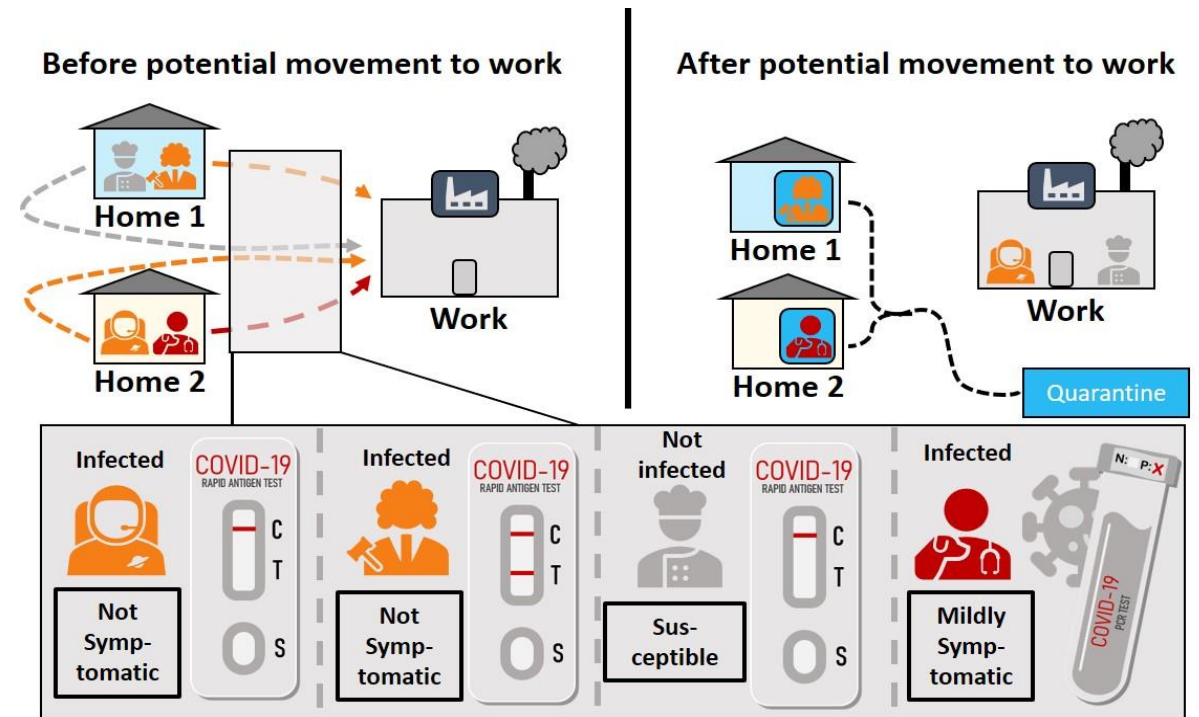 Before potential movement to work
After potential movement to work
Home 1
Home 2
Work
Home 1
Home 2
Work
Quarantine
Infected
COVID-19
RAPID ANTIGEN TEST
C
T
S
Not
Symp-
tomatic
Infected
COVID-19
RAPID ANTIGEN TEST
C
T
S
Not
Symp-
tomatic
Not
infected
COVID-19
RAPID ANTIGEN TEST
C
T
S
Sus-
ceptible
Infected
N: P:X
COVID-19
PCR TEST
Mildly
Symp-
tomatic